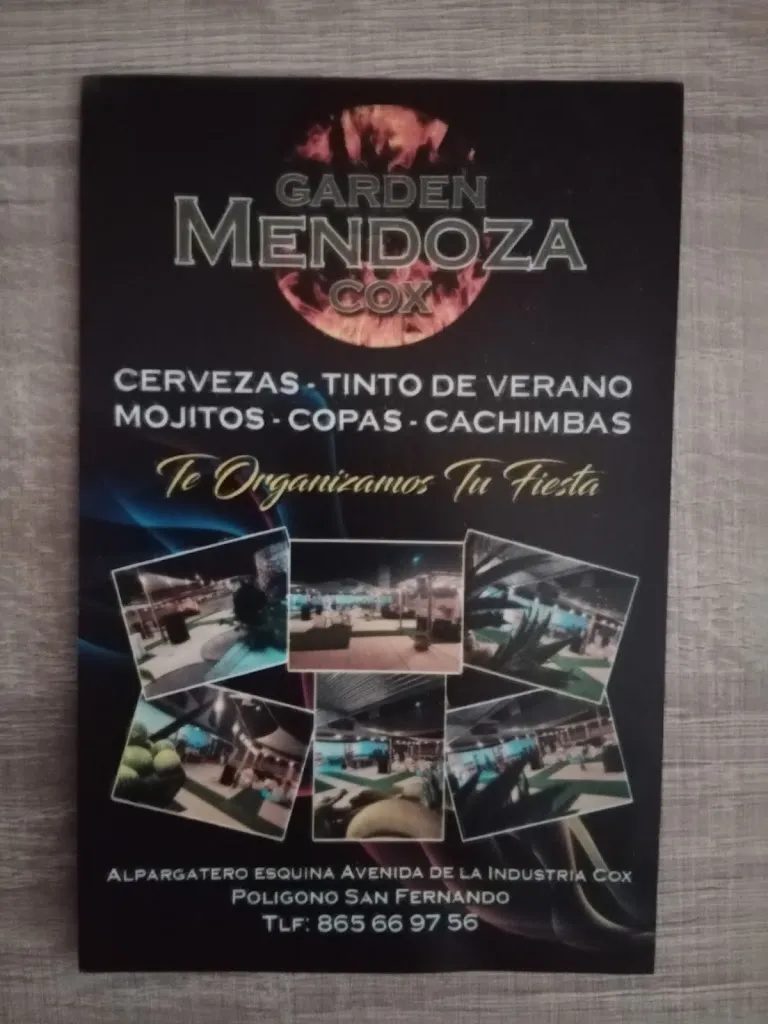 GARDEN
MENDOZA
COX
CERVEZAS - TINTO DE VERANO
MOJITOS - COPAS - CACHIMBAS
Te Organizamos Tu Fiesta
ALPARGATERO ESQUINA AVENIDA DE LA INDUSTRIA COX
POLIGONO SAN FERNANDO
TLF: 865 66 97 56